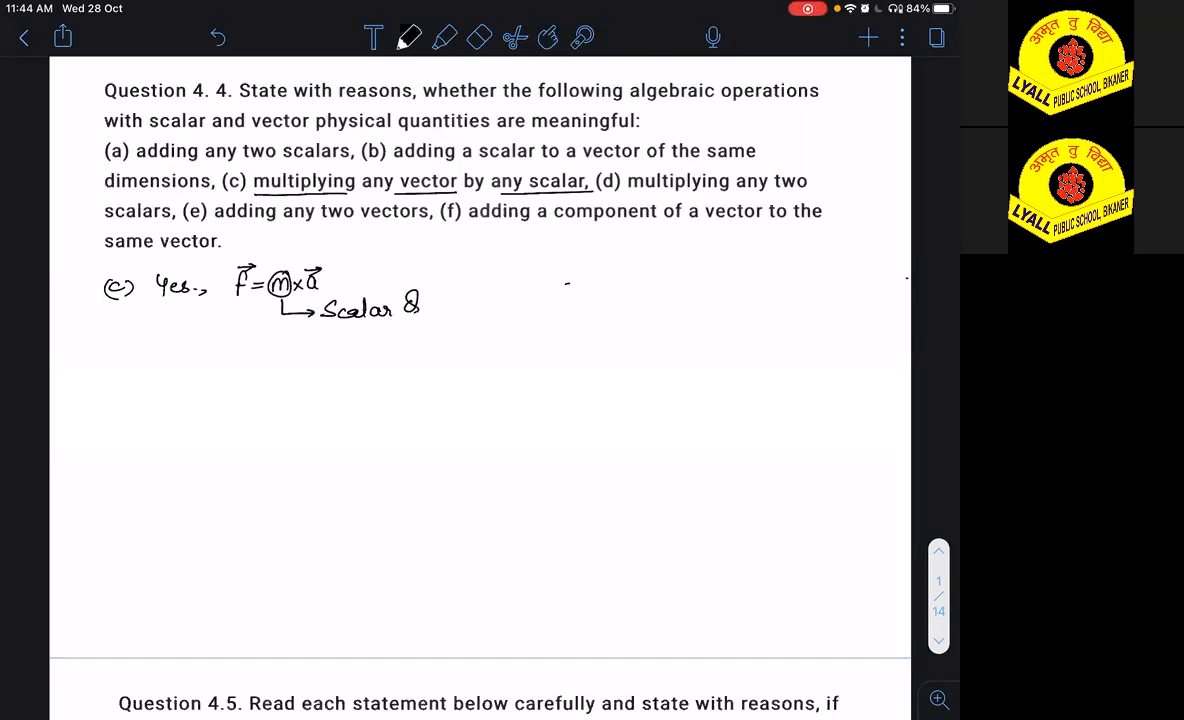 11:44 AM Wed 28 Oct
84%
Question 4. 4. State with reasons, whether the following algebraic operations
with scalar and vector physical quantities are meaningful:
(a) adding any two scalars, (b) adding a scalar to a vector of the same
dimensions, (c) multiplying any vector by any scalar, (d) multiplying any two
scalars, (e) adding any two vectors, (f) adding a component of a vector to the
same vector.
(c) Yes., F⃗ = m × a⃗
↳ Scalar &
1
/
14
Question 4.5. Read each statement below carefully and state with reasons, if
अमृत तु विद्या
LYALL PUBLIC SCHOOL BIKANER
अमृत तु विद्या
LYALL PUBLIC SCHOOL BIKANER